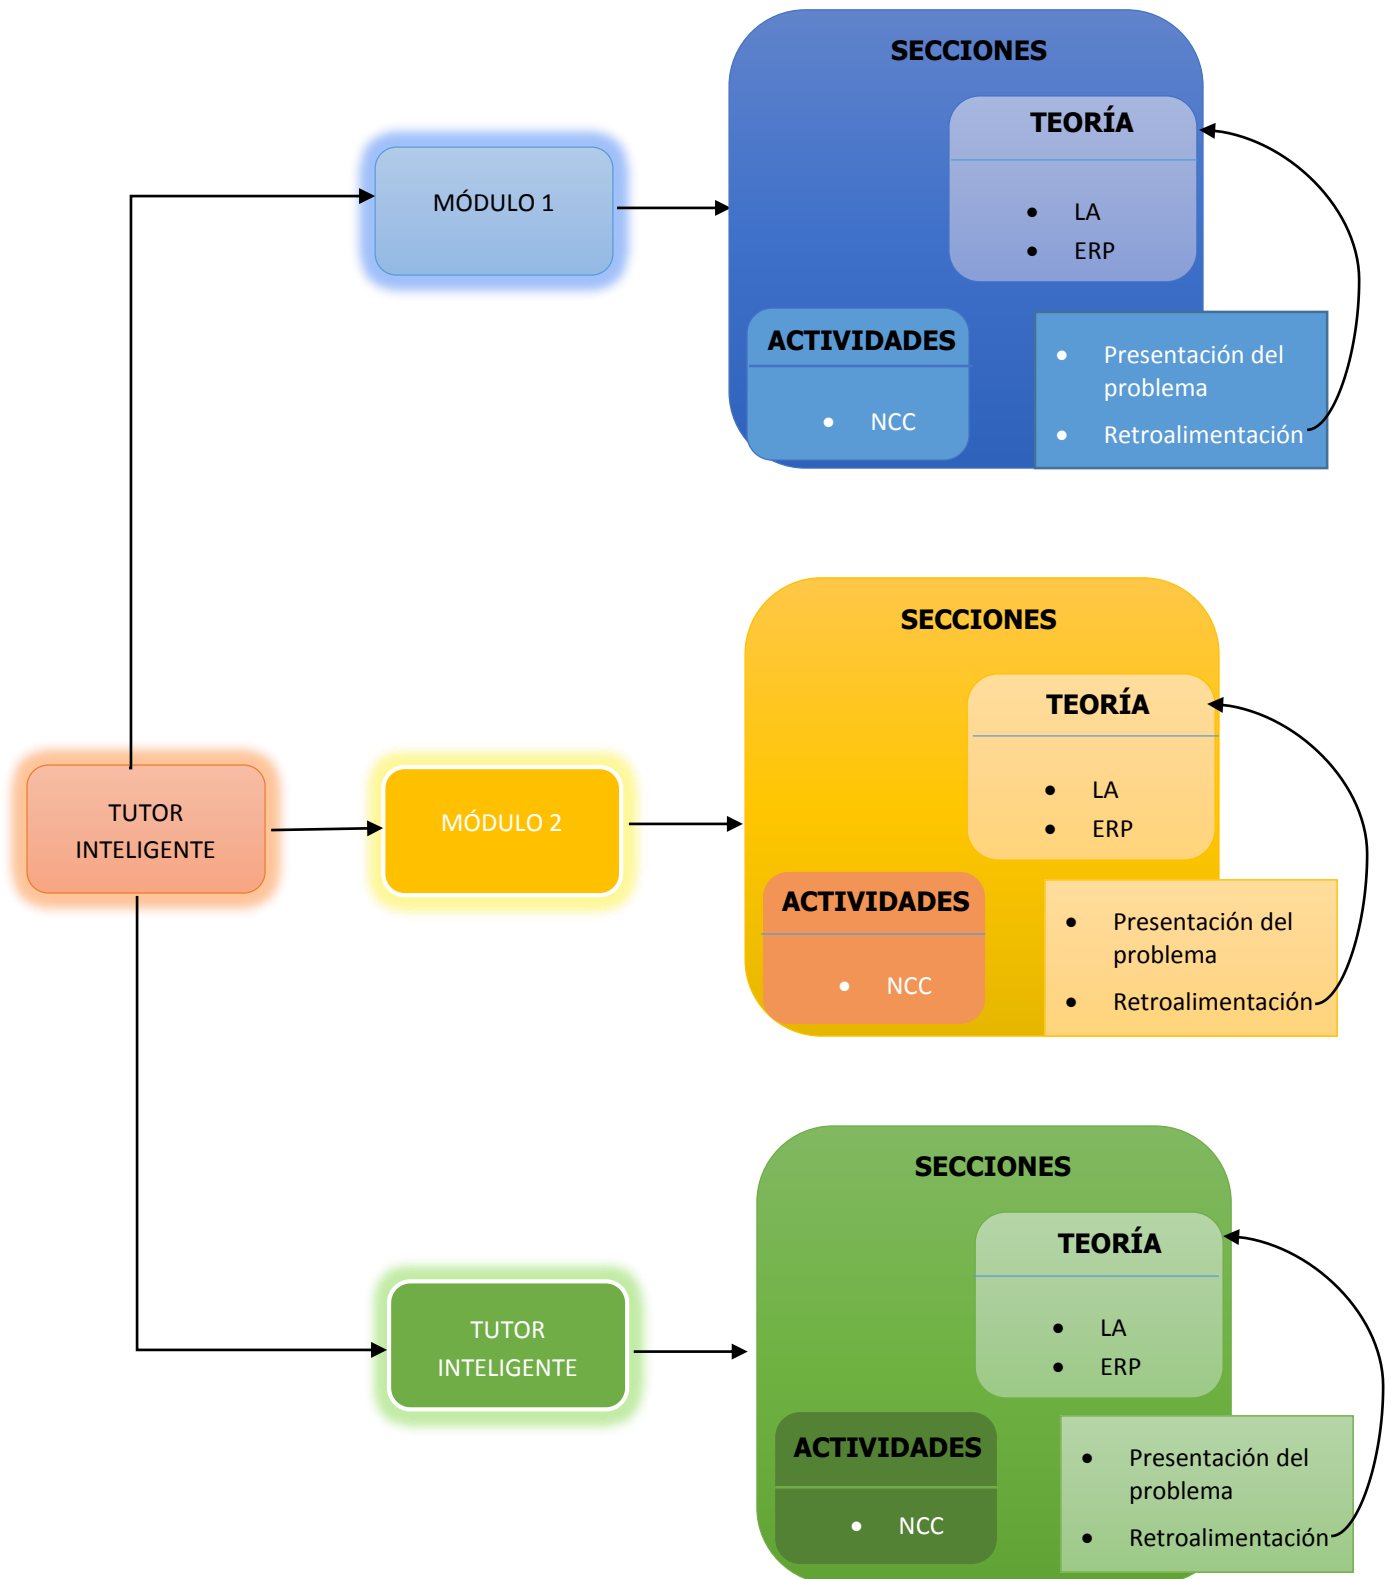 SECCIONES
TEORÍA
MÓDULO 1
• LA
• ERP
ACTIVIDADES
• NCC
• Presentación del
problema
• Retroalimentación
SECCIONES
TEORÍA
• LA
• ERP
TUTOR
INTELIGENTE
MÓDULO 2
ACTIVIDADES
• NCC
• Presentación del
problema
• Retroalimentación
SECCIONES
TEORÍA
• LA
• ERP
TUTOR
INTELIGENTE
ACTIVIDADES
• NCC
• Presentación del
problema
• Retroalimentación